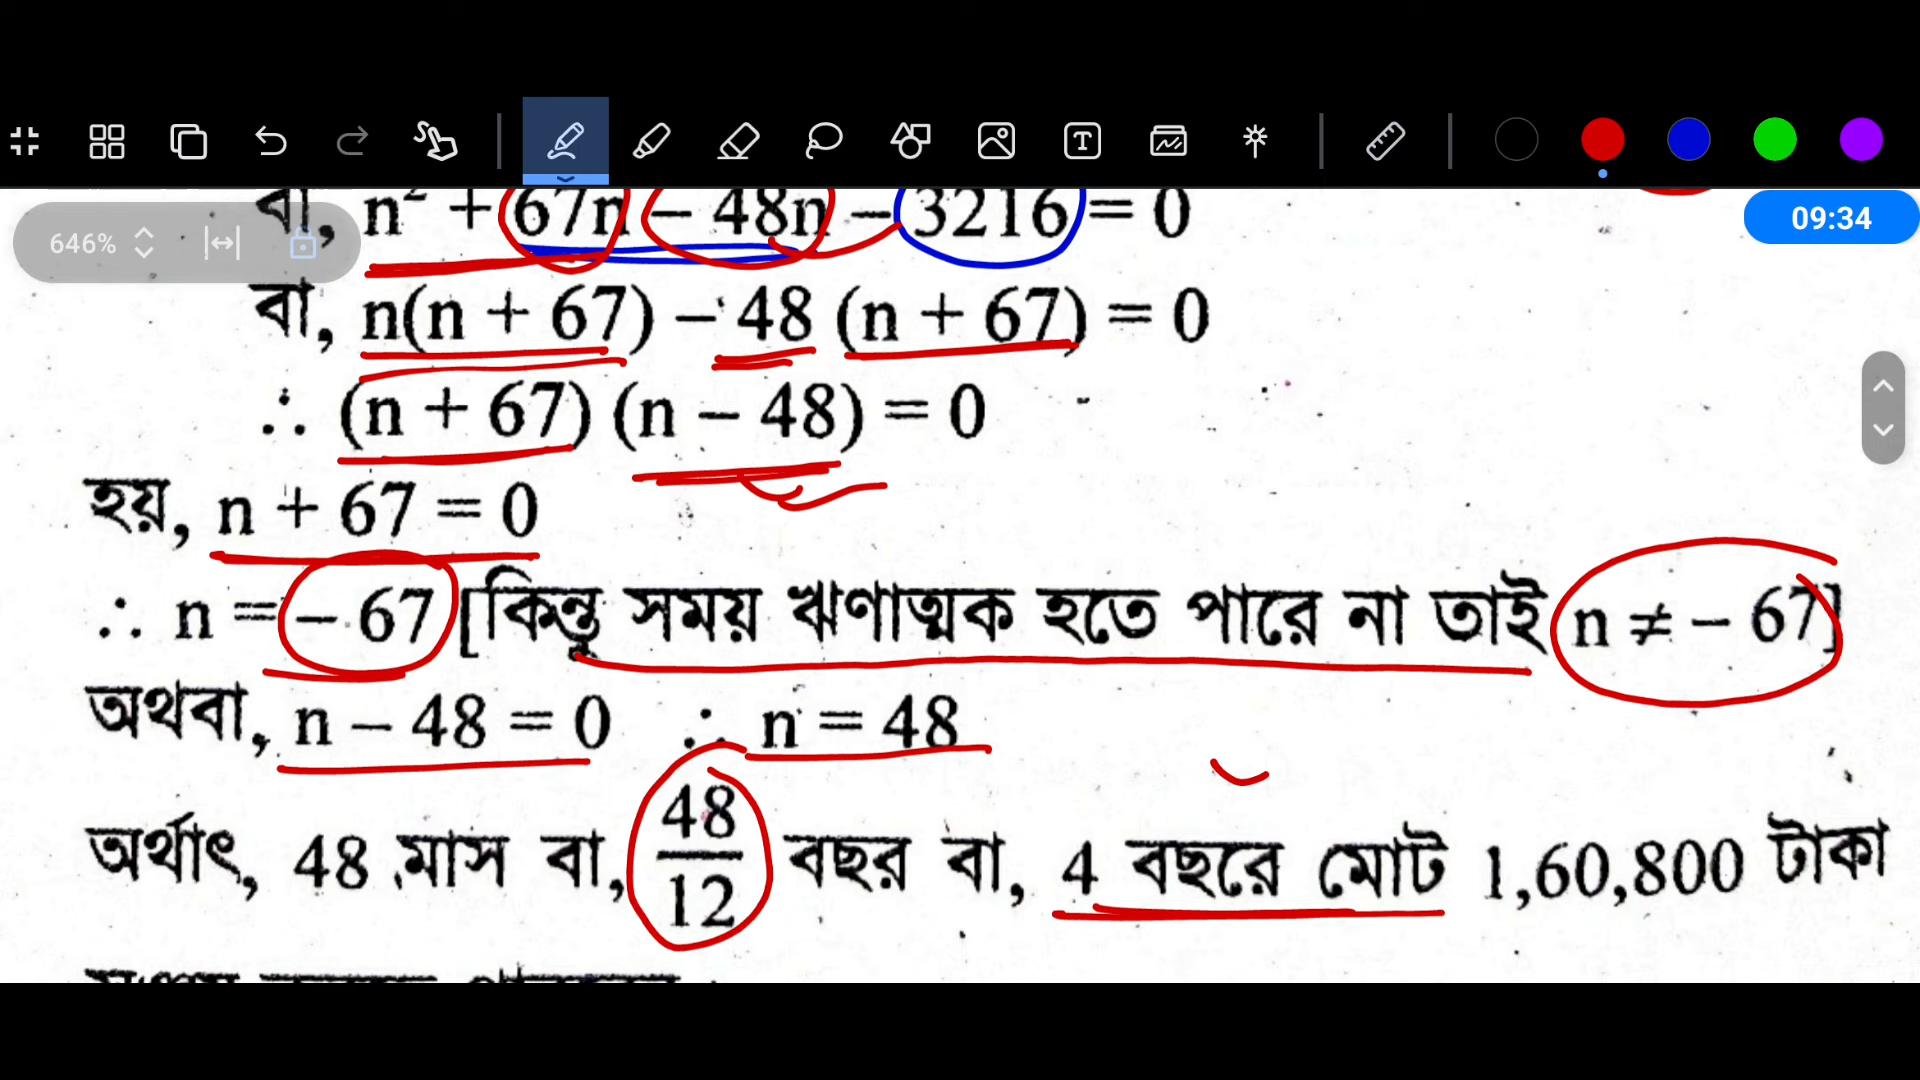 646%
09:34
বা, n² + 67n – 48n – 3216 = 0
বা, n(n + 67) – 48 (n + 67) = 0
∴ (n + 67) (n – 48) = 0
হয়, n + 67 = 0
∴ n = – 67 [কিন্তু সময় ঋণাত্মক হতে পারে না তাই n ≠ – 67]
অথবা, n – 48 = 0 ∴ n = 48
অর্থাৎ, 48 মাস বা, 48/12 বছর বা, 4 বছরে মোট 1,60,800 টাকা